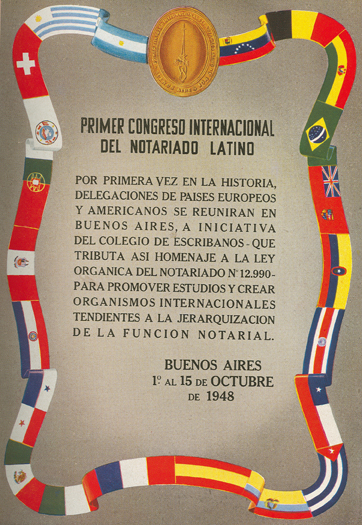 PRIMER CONGRESO INTERNACIONAL
DEL NOTARIADO LATINO
POR PRIMERA VEZ EN LA HISTORIA,
DELEGACIONES DE PAISES EUROPEOS
Y AMERICANOS SE REUNIRAN EN
BUENOS AIRES, A INICIATIVA
DEL COLEGIO DE ESCRIBANOS - QUE
TRIBUTA ASI HOMENAJE A LA LEY
ORGANICA DEL NOTARIADO Nº 12.990-
PARA PROMOVER ESTUDIOS Y CREAR
ORGANISMOS INTERNACIONALES
TENDIENTES A LA JERARQUIZACION
DE LA FUNCION NOTARIAL.
BUENOS AIRES
1º AL 15 DE OCTUBRE
DE 1948